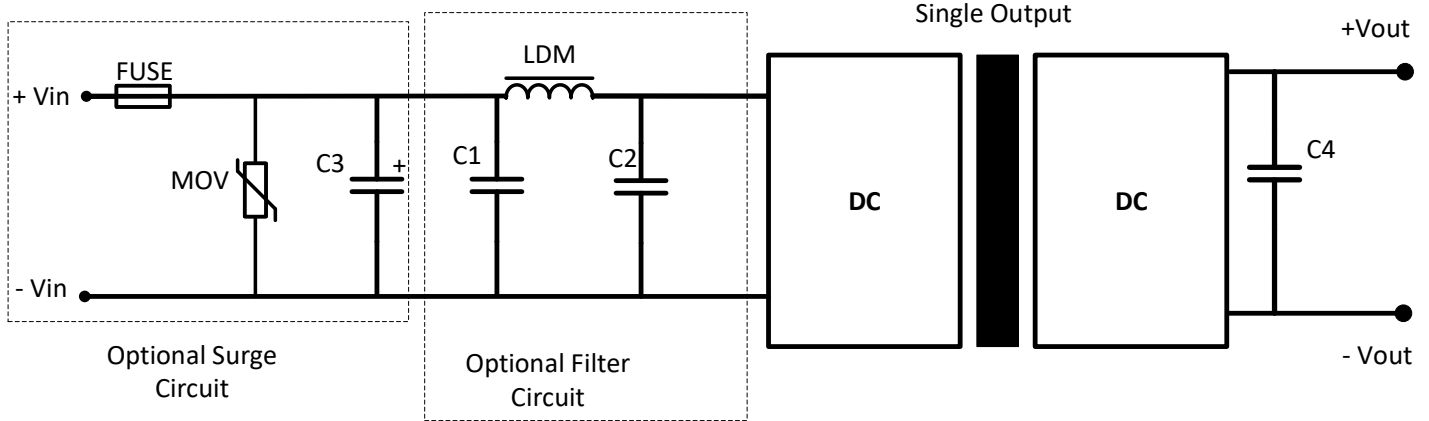 Single Output
+Vout
LDM
FUSE
+ Vin
MOV
C3
+
C1
C2
DC
DC
C4
- Vin
- Vout
Optional Surge
Circuit
Optional Filter
Circuit